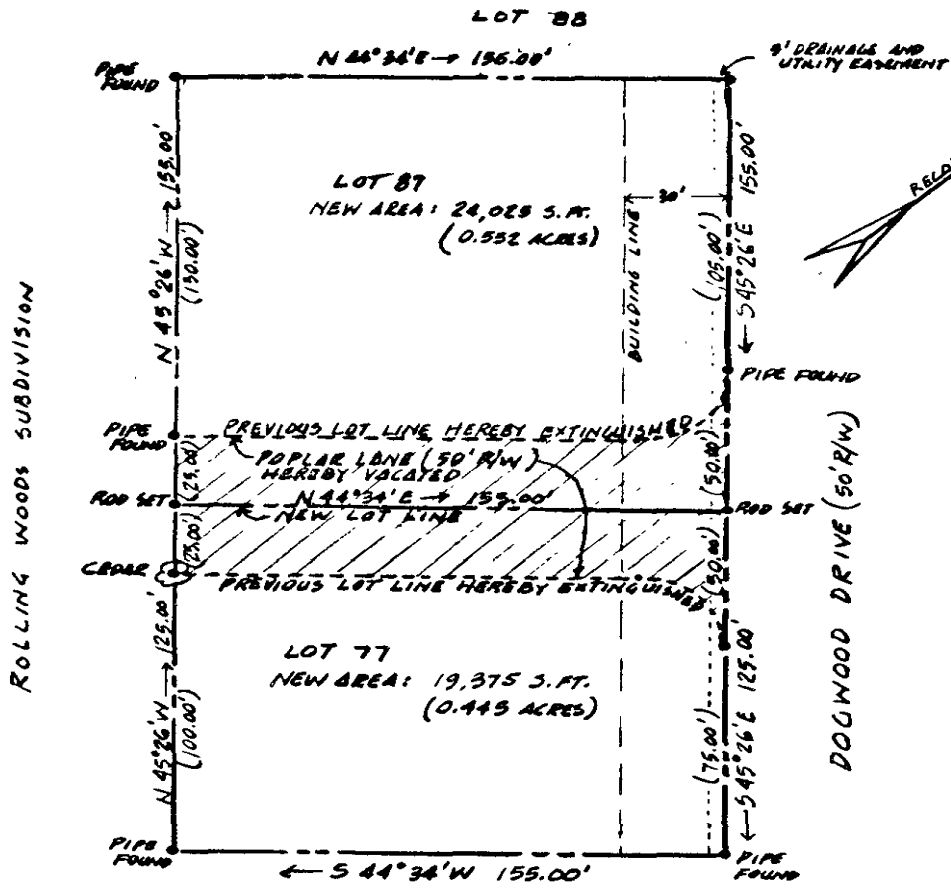 LOT 88
N 44°34'E → 155.00'
5' DRAINAGE AND
UTILITY EASEMENT
PIPE
FOUND
N 45°26'W → 155.00'
(130.00')
LOT 87
NEW AREA: 24,025 S.FT.
(0.552 ACRES)
30'
BUILDING LINE
(105.00')
S 45°26'E 155.00'
PIPE FOUND
ROLLING WOODS SUBDIVISION
PIPE
FOUND
PREVIOUS LOT LINE HEREBY EXTINGUISHED
POPLAR LANE (50' R/W)
HEREBY VACATED
(25.00')
(50.00')
ROD SET
N 44°34'E → 155.00'
NEW LOT LINE
ROD SET
(25.00')
(50.00')
CEDAR
PREVIOUS LOT LINE HEREBY EXTINGUISHED
DOGWOOD DRIVE (50' R/W)
N 45°26'W → 125.00'
(100.00')
LOT 77
NEW AREA: 19,375 S.FT.
(0.445 ACRES)
(75.00')
← S 45°26'E 125.00'
PIPE
FOUND
← S 44°34'W 155.00'
PIPE
FOUND